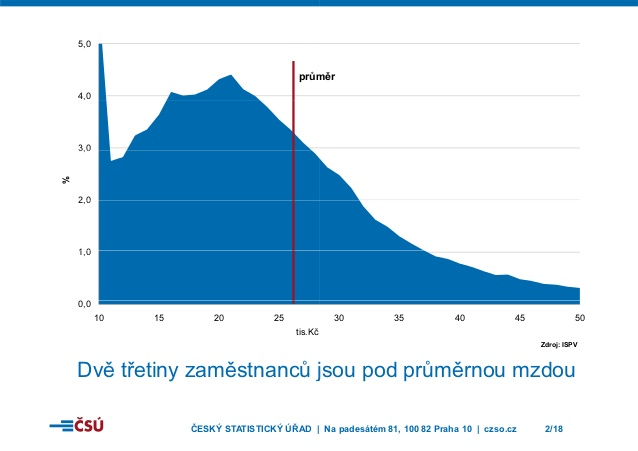 5,0
průměr
4,0
3,0
%
2,0
1,0
0,0
10 15 20 25 30 35 40 45 50
tis.Kč
Zdroj: ISPV
Dvě třetiny zaměstnanců jsou pod průměrnou mzdou
ČSÚ ČESKÝ STATISTICKÝ ÚŘAD | Na padesátém 81, 100 82 Praha 10 | czso.cz 2/18